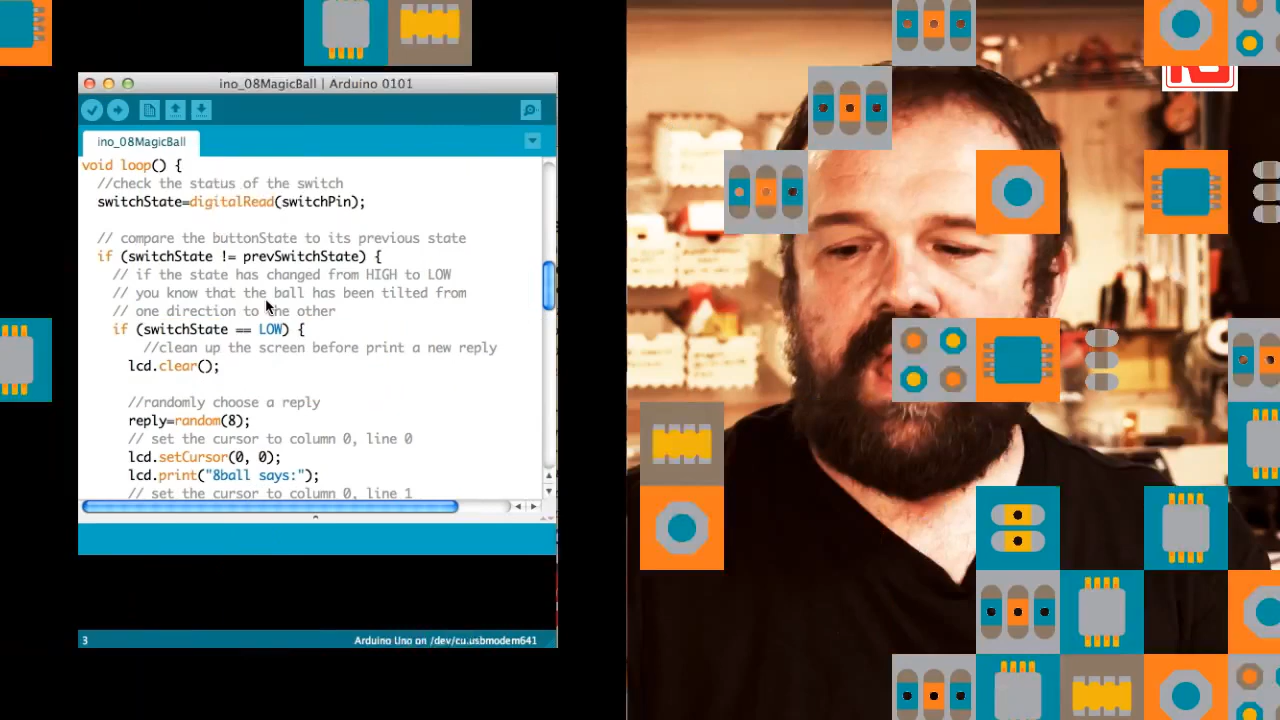 ino_08MagicBall | Arduino 0101
ino_08MagicBall
void loop() {
//check the status of the switch
switchState=digitalRead(switchPin);
// compare the buttonState to its previous state
if (switchState != prevSwitchState) {
// if the state has changed from HIGH to LOW
// you know that the ball has been tilted from
// one direction to the other
if (switchState == LOW) {
//clean up the screen before print a new reply
lcd.clear();
//randomly choose a reply
reply=random(8);
// set the cursor to column 0, line 0
lcd.setCursor(0, 0);
lcd.print("8ball says:");
// set the cursor to column 0, line 1
3
Arduino Uno on /dev/cu.usbmodem641